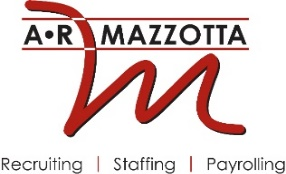 A•R MAZZOTTA
m
Recruiting | Staffing | Payrolling